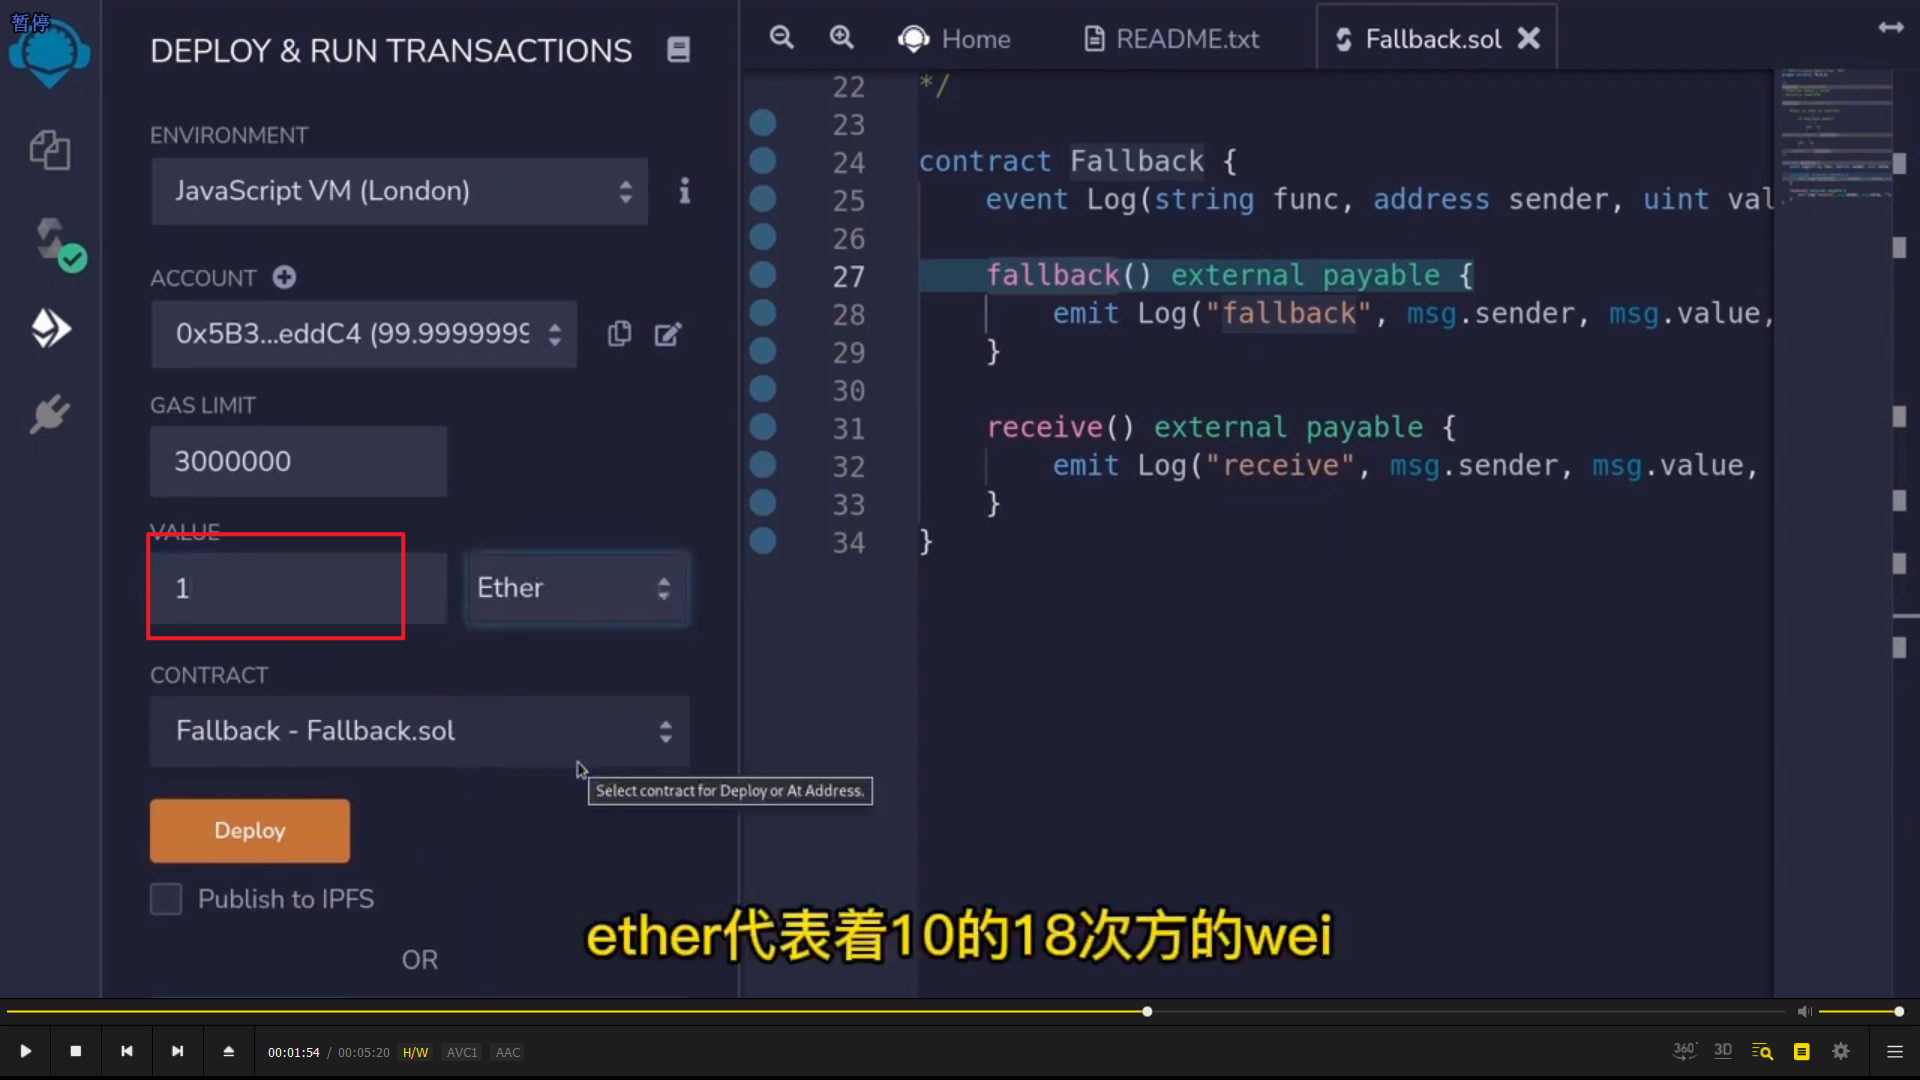 暂停
DEPLOY & RUN TRANSACTIONS
ENVIRONMENT
JavaScript VM (London)
ACCOUNT
0x5B3...eddC4 (99.9999999
GAS LIMIT
3000000
VALUE
1
Ether
CONTRACT
Fallback - Fallback.sol
Select contract for Deploy or At Address.
Deploy
Publish to IPFS
OR
Home
README.txt
Fallback.sol
22 */
23
24 contract Fallback {
25 event Log(string func, address sender, uint val
26
27 fallback() external payable {
28 emit Log("fallback", msg.sender, msg.value,
29 }
30
31 receive() external payable {
32 emit Log("receive", msg.sender, msg.value,
33 }
34 }
ether代表着10的18次方的wei
00:01:54 / 00:05:20 H/W AVC1 AAC
360° 3D